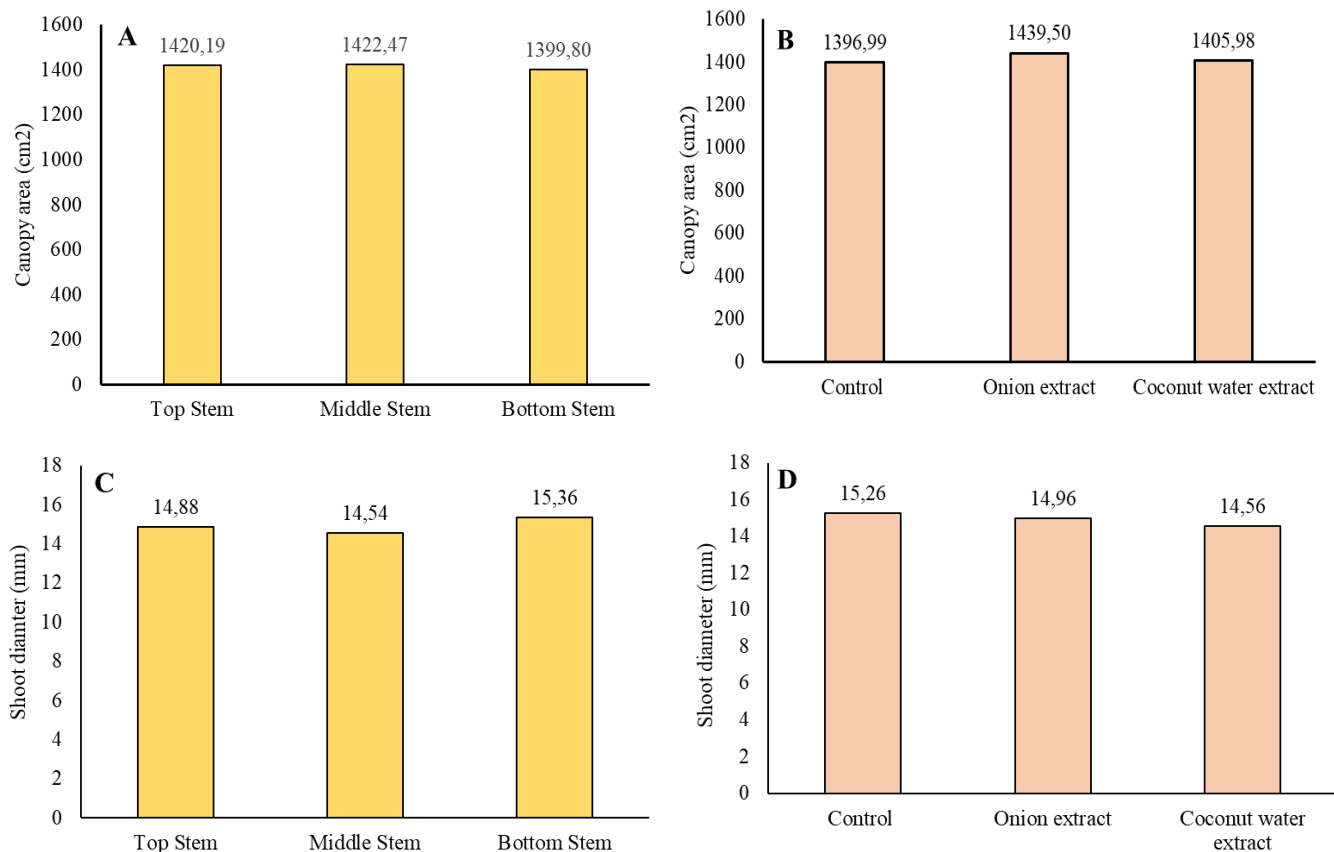 A
Canopy area (cm2)
1600
1400
1200
1000
800
600
400
200
0
1420,19
1422,47
1399,80
Top Stem
Middle Stem
Bottom Stem
B
Canopy area (cm2)
1600
1400
1200
1000
800
600
400
200
0
1396,99
1439,50
1405,98
Control
Onion extract
Coconut water extract
C
Shoot diamter (mm)
18
16
14
12
10
8
6
4
2
0
14,88
14,54
15,36
Top Stem
Middle Stem
Bottom Stem
D
Shoot diameter (mm)
18
16
14
12
10
8
6
4
2
0
15,26
14,96
14,56
Control
Onion extract
Coconut water
extract